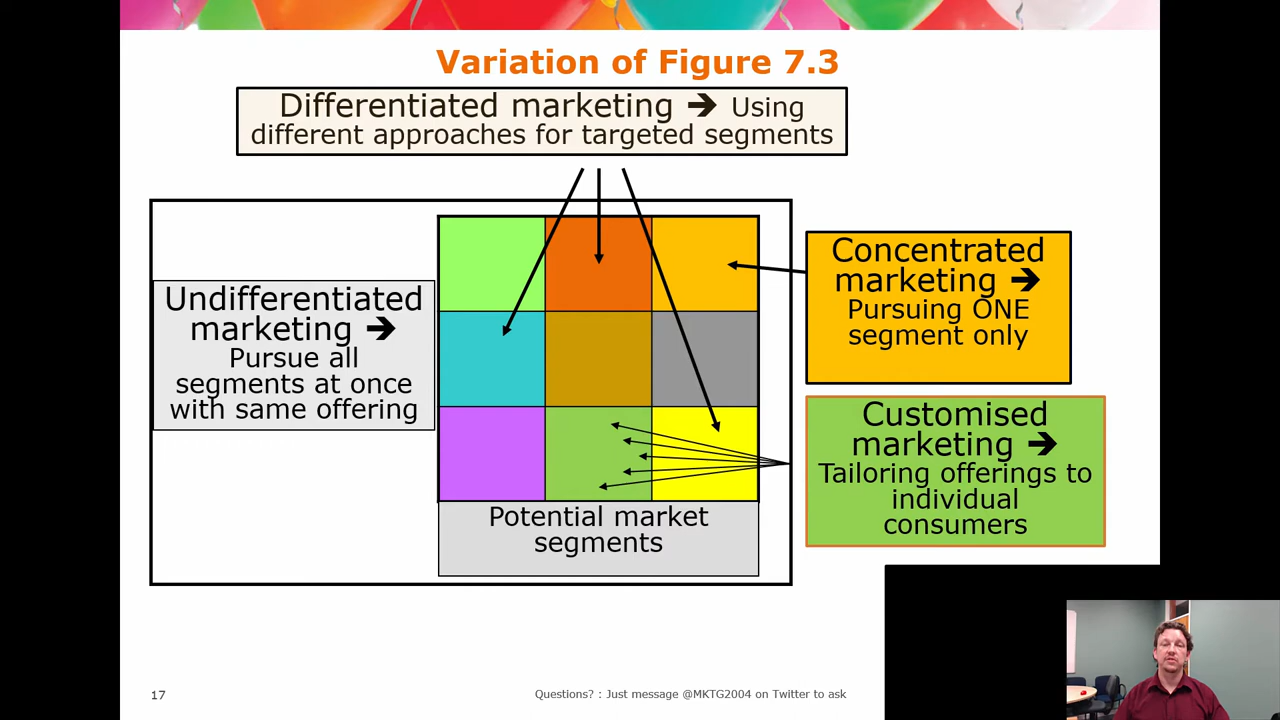 Variation of Figure 7.3
Differentiated marketing ➔ Using
different approaches for targeted segments
Undifferentiated
marketing ➔
Pursue all
segments at once
with same offering
Concentrated
marketing ➔
Pursuing ONE
segment only
Customised
marketing ➔
Tailoring offerings to
individual
consumers
Potential market
segments
17
Questions? : Just message @MKTG2004 on Twitter to ask